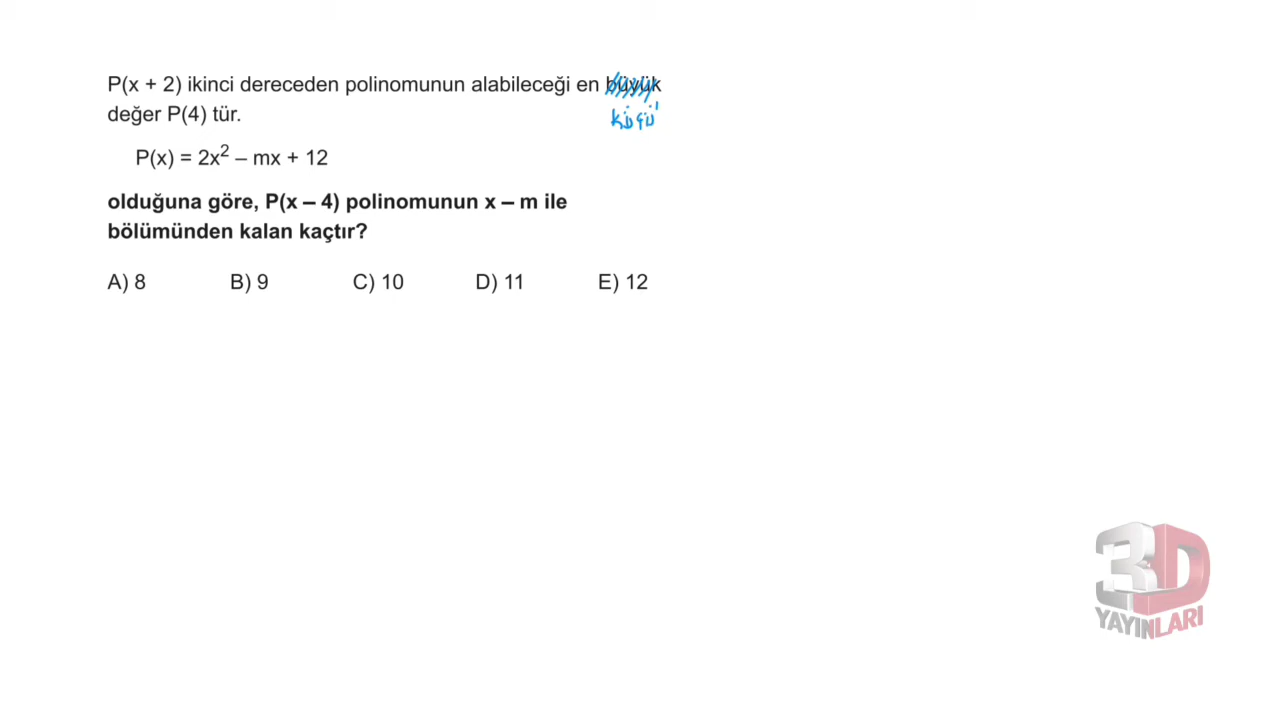 P(x + 2) ikinci dereceden polinomunun alabileceği en büyük
küçü
değer P(4) tür.
P(x) = 2x² – mx + 12
olduğuna göre, P(x – 4) polinomunun x – m ile
bölümünden kalan kaçtır?
A) 8 B) 9 C) 10 D) 11 E) 12
3D
YAYINLARI